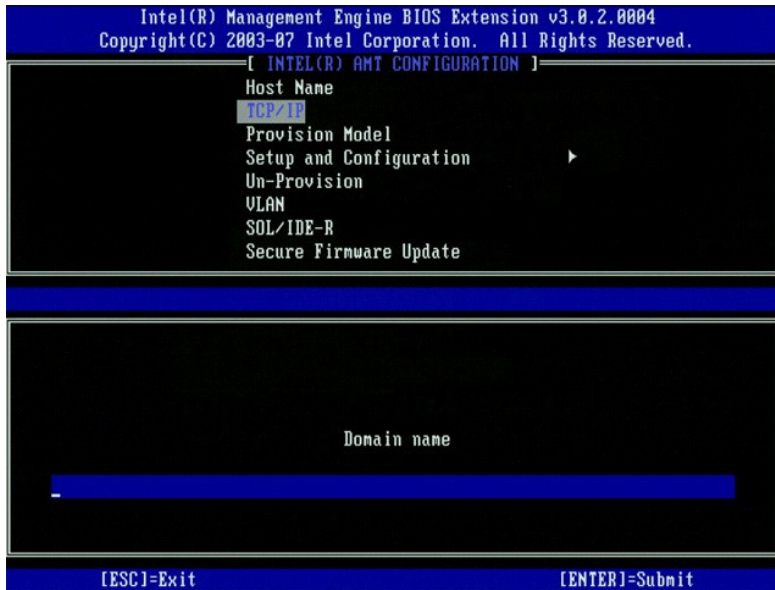 Intel(R) Management Engine BIOS Extension v3.0.2.0004
Copyright(C) 2003-07 Intel Corporation. All Rights Reserved.
[ INTEL(R) AMT CONFIGURATION ]
Host Name
TCP/IP
Provision Model
Setup and Configuration
Un-Provision
VLAN
SOL/IDE-R
Secure Firmware Update
Domain name
[ESC]=Exit
[ENTER]=Submit